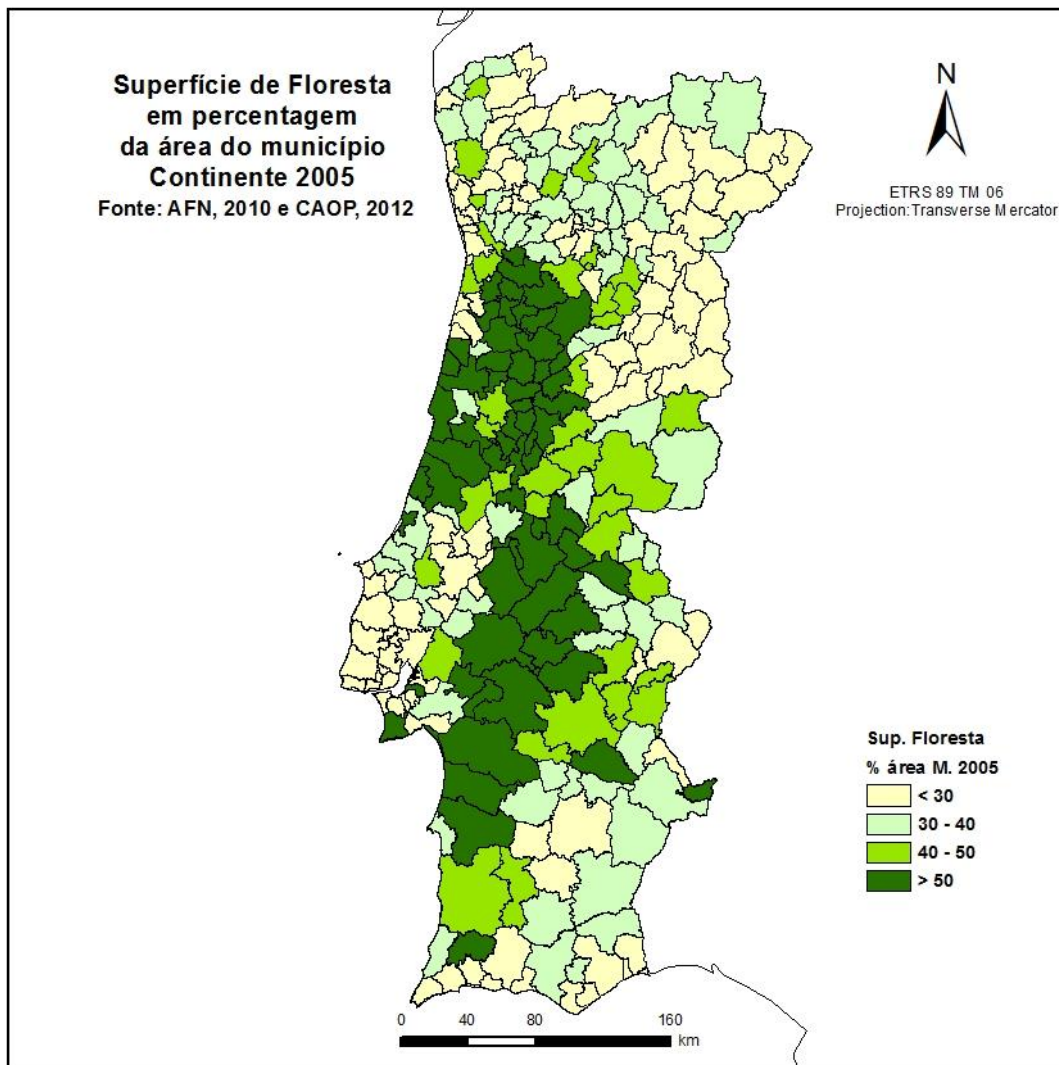 Superfície de Floresta
em percentagem
da área do município
Continente 2005
Fonte: AFN, 2010 e CAOP, 2012
N
ETRS 89 TM 06
Projection: Transverse Mercator
Sup. Floresta
% área M. 2005
< 30
30 - 40
40 - 50
> 50
0 40 80 160
km